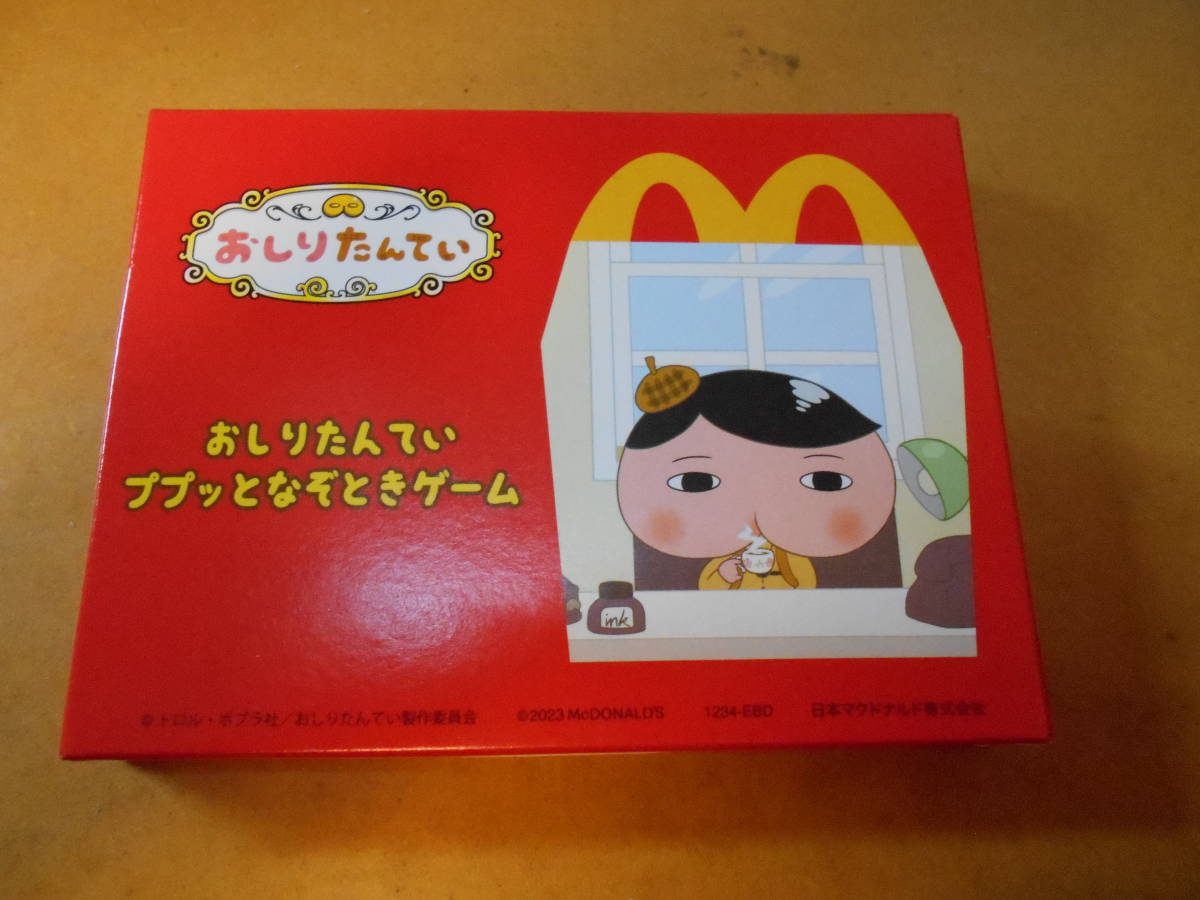 おしりたんてい
おしりたんてい
ププッとなぞときゲーム
ink
©トロル・ポプラ社/おしりたんてい製作委員会 ©2023 McDONALD'S 1234-EBD 日本マクドナルド株式会社